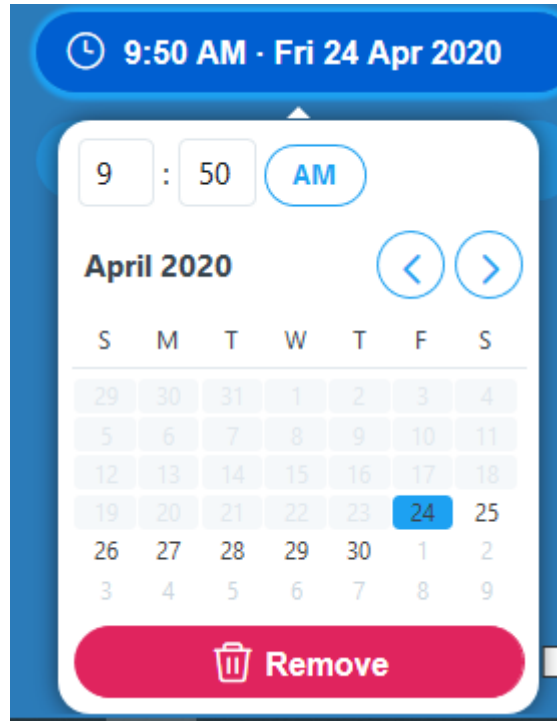 9:50 AM · Fri 24 Apr 2020
9 : 50 AM
April 2020
S M T W T F S
29 30 31 1 2 3 4
5 6 7 8 9 10 11
12 13 14 15 16 17 18
19 20 21 22 23 24 25
26 27 28 29 30 1 2
3 4 5 6 7 8 9
Remove